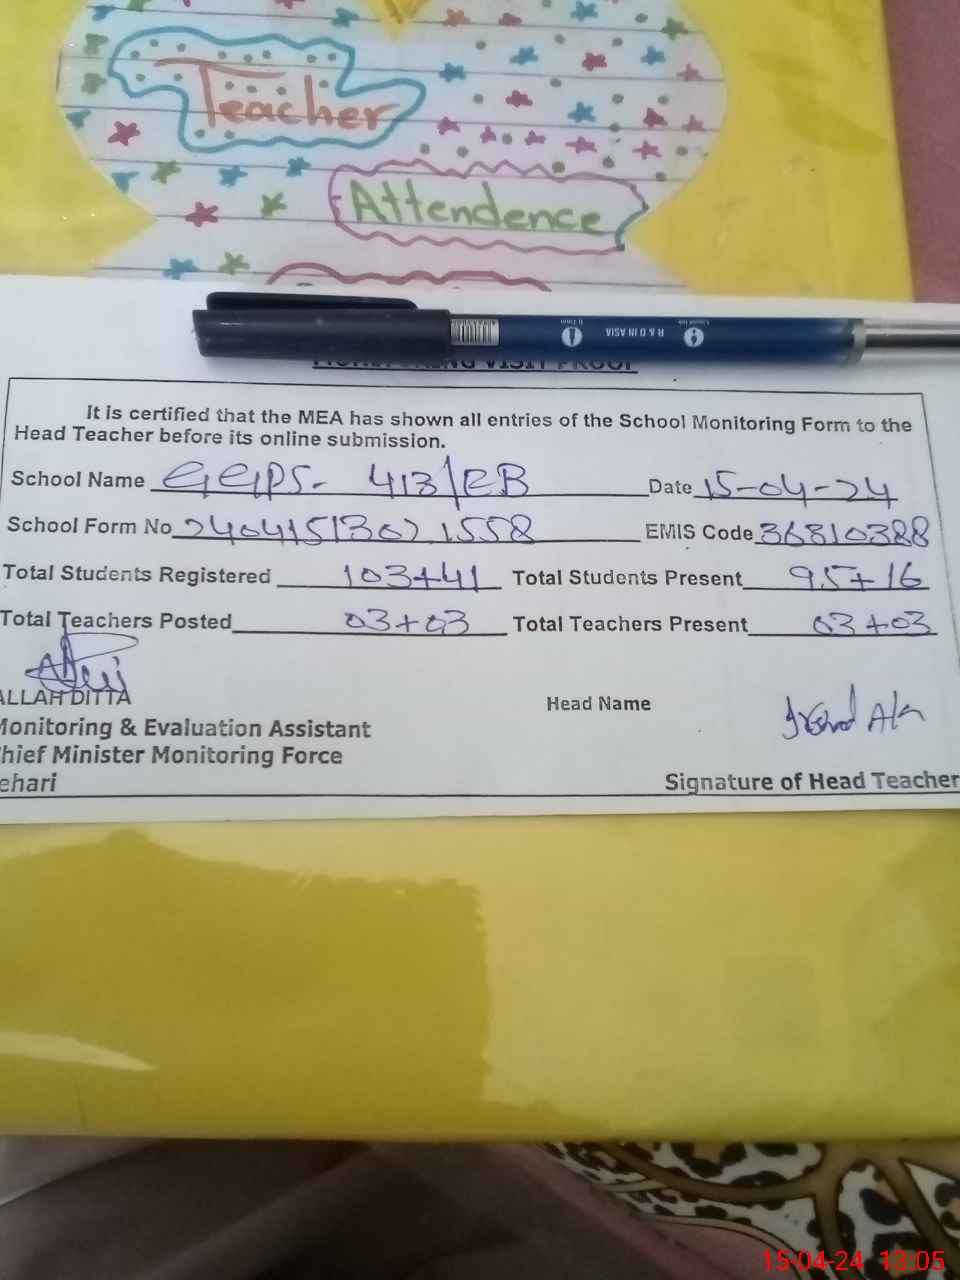 Teacher
Attendence
It is certified that the MEA has shown all entries of the School Monitoring Form to the
Head Teacher before its online submission.
School Name GGPS- 413/EB Date 15-04-24
School Form No 24041513021558 EMIS Code 36810388
Total Students Registered 103+41 Total Students Present 95+16
Total Teachers Posted 03+03 Total Teachers Present 03+03
ALLAH DITTA
Head Name
Monitoring & Evaluation Assistant
Chief Minister Monitoring Force
ehari
Signature of Head Teacher
R & D IN ASIA
15-04-24 13:05